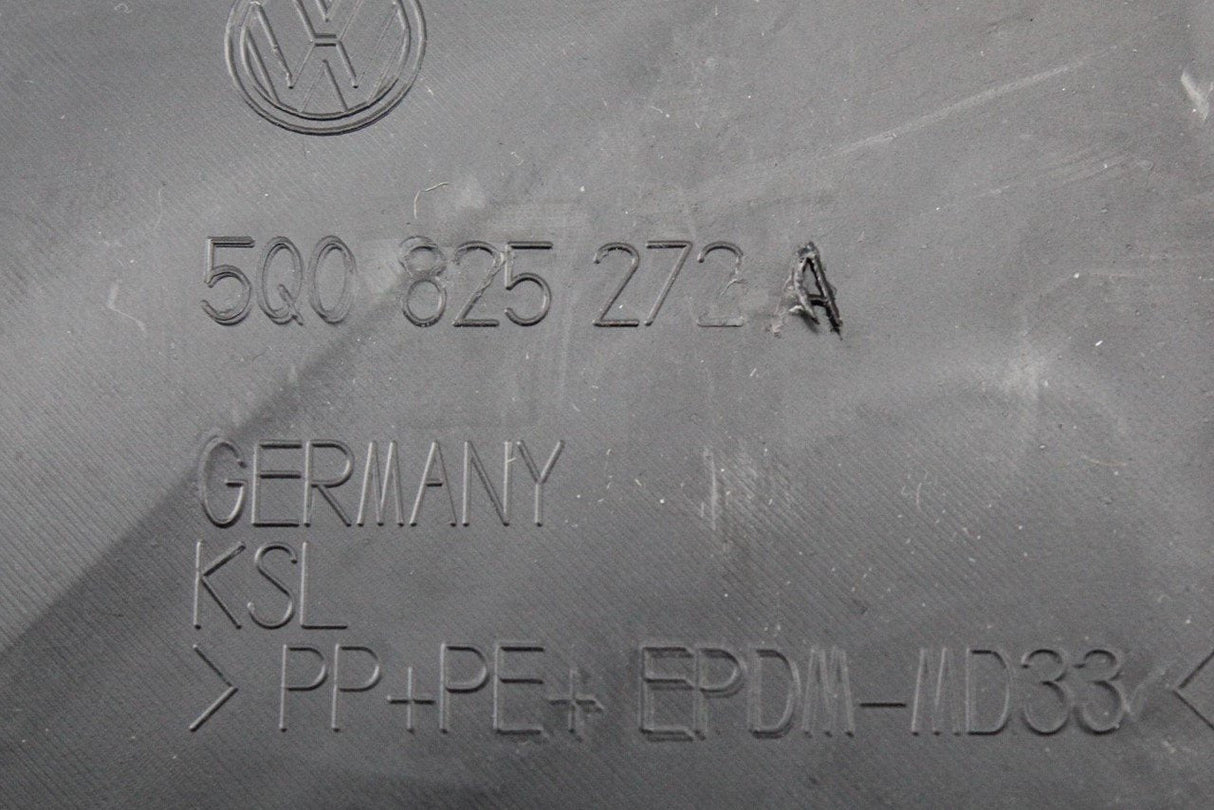 5Q0 825 272 A
GERMANY
KSL
>PP+PE+EPDM-MD33<